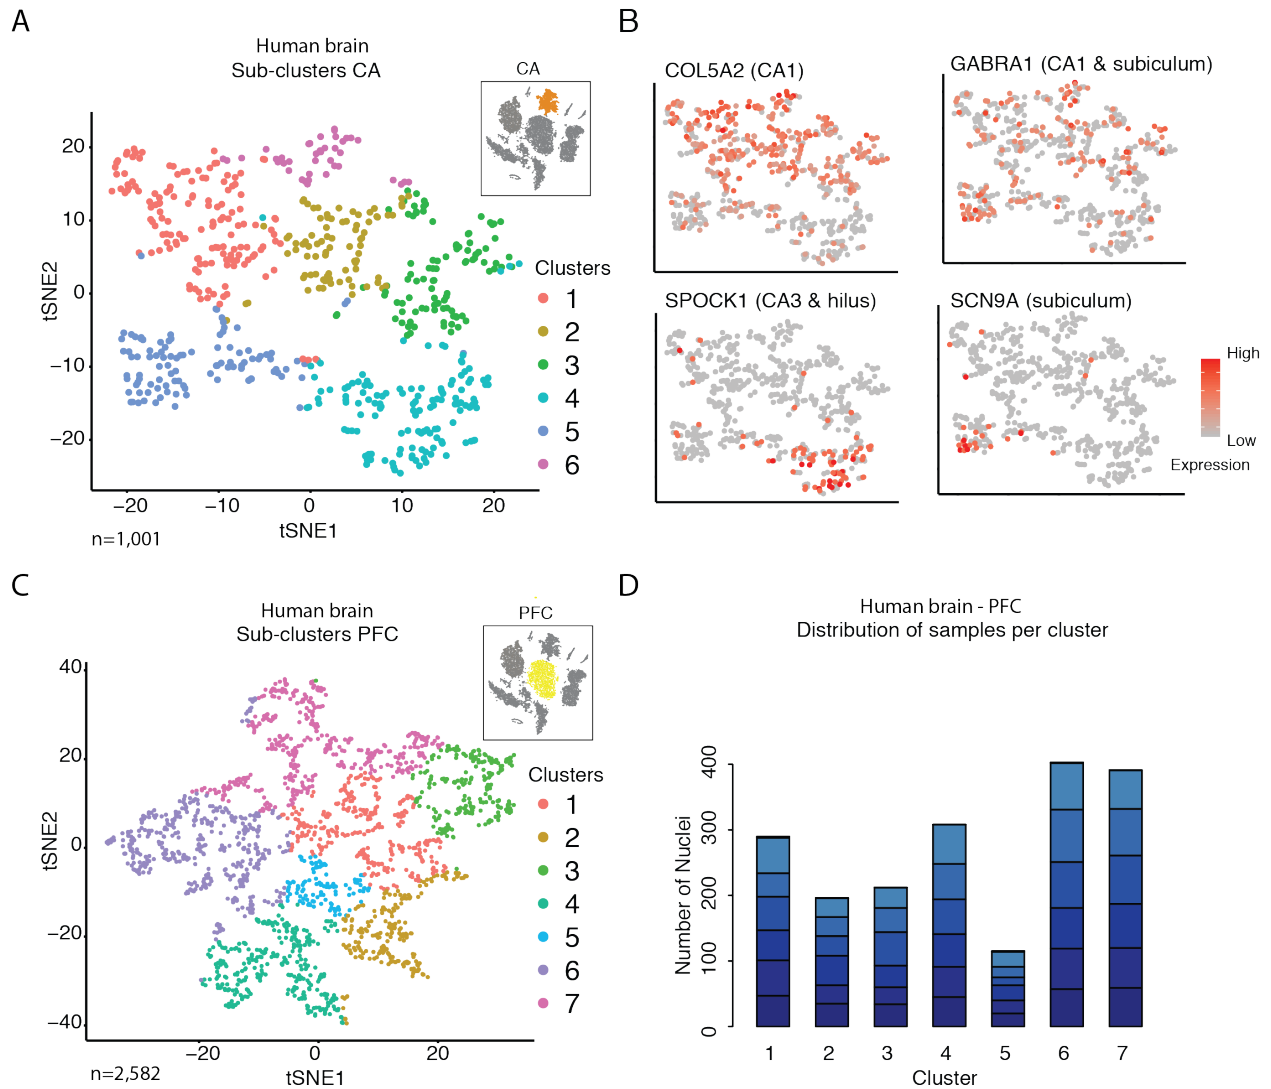 A
Human brain
Sub-clusters CA
CA
20
10
0
−10
−20
tSNE2
−20
−10
0
10
20
tSNE1
n=1,001
Clusters
1
2
3
4
5
6
B
COL5A2 (CA1)
GABRA1 (CA1 & subiculum)
SPOCK1 (CA3 & hilus)
SCN9A (subiculum)
High
Low
Expression
C
Human brain
Sub-clusters PFC
PFC
40
20
0
−20
−40
tSNE2
−20
0
20
tSNE1
n=2,582
Clusters
1
2
3
4
5
6
7
D
Human brain - PFC
Distribution of samples per cluster
Number of Nuclei
400
300
200
100
0
1
2
3
4
5
6
7
Cluster